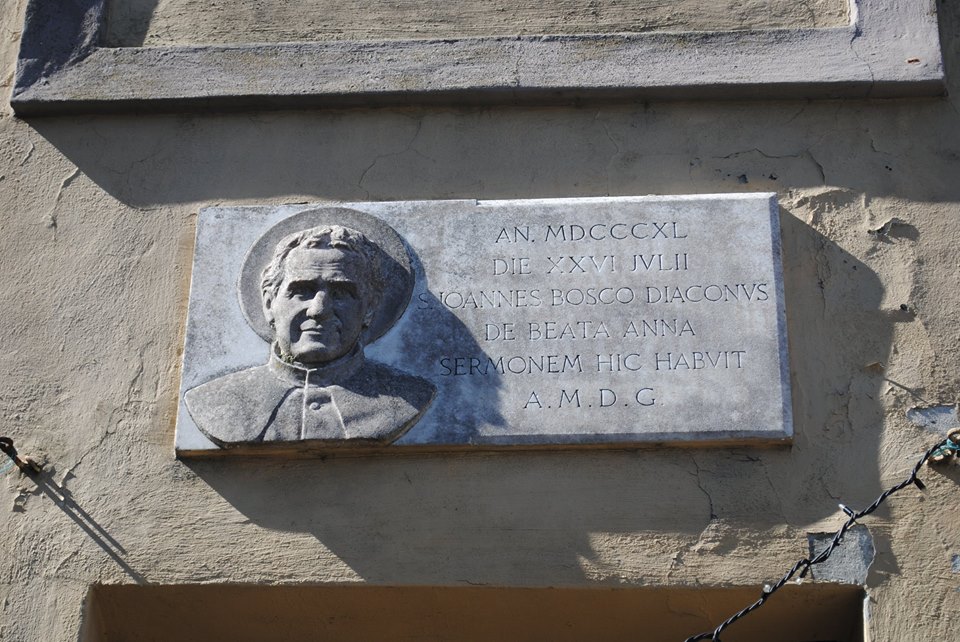 AN. MDCCCXL
DIE XXVI JVLII
S. JOANNES BOSCO DIACONVS
DE BEATA ANNA
SERMONEM HIC HABVIT
A.M.D.G.